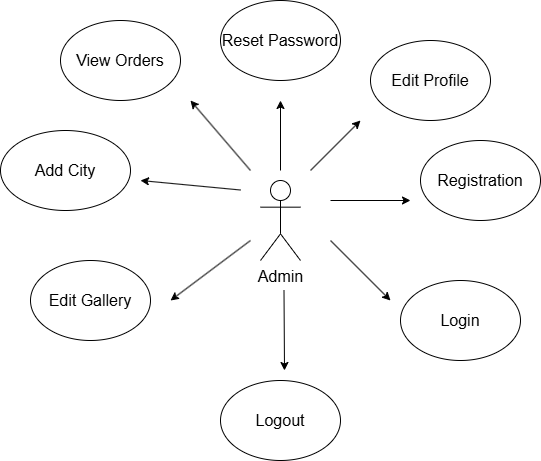 Reset Password
View Orders
Edit Profile
Add City
Registration
Admin
Edit Gallery
Login
Logout